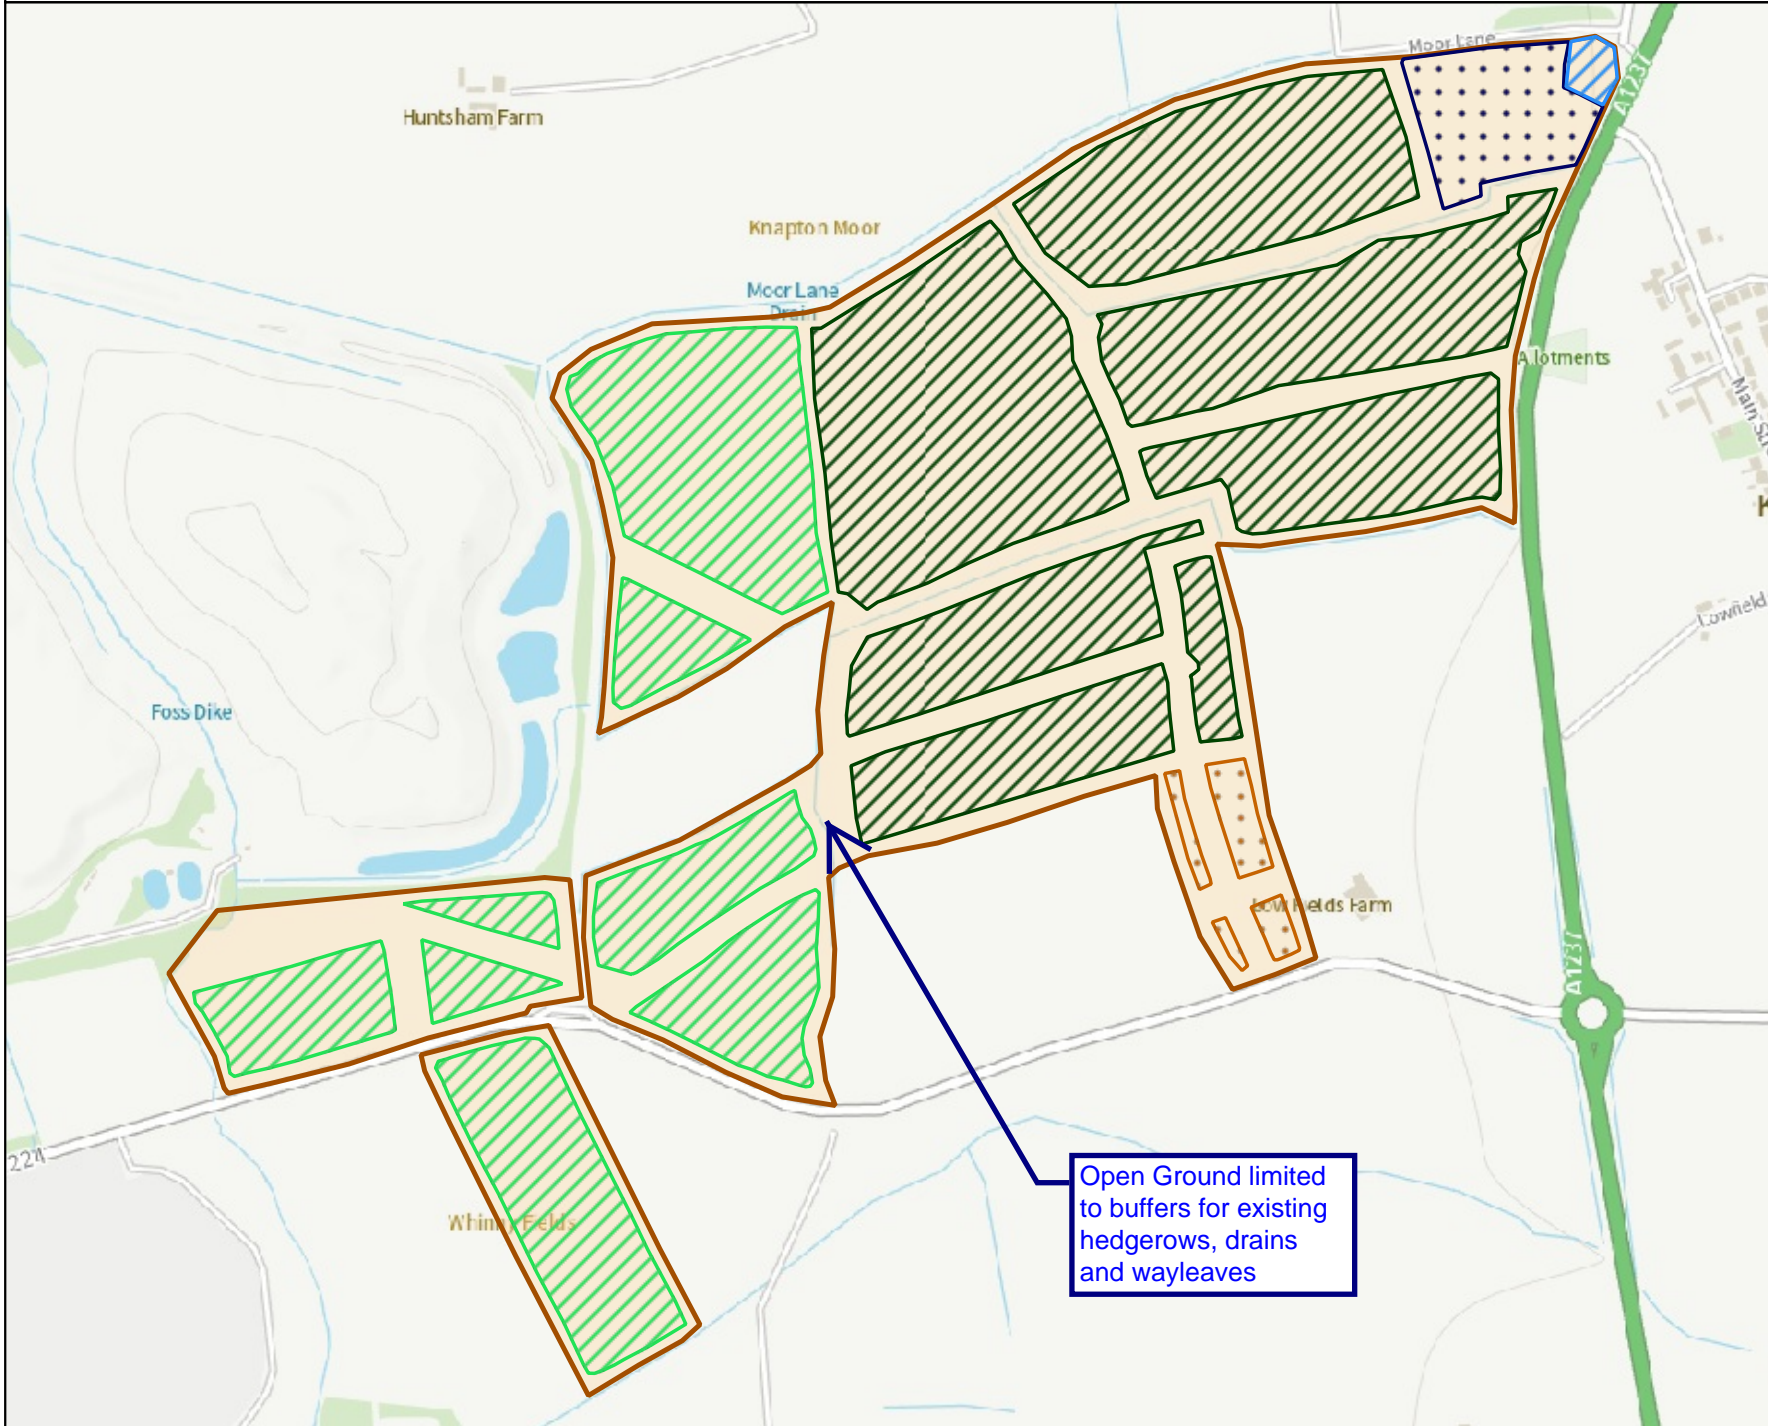 Moor Lane
A1237
Huntsham Farm
Knapton Moor
Moor Lane
Drain
Allotments
Main Str
K
Lowfield
Foss Dike
Low Fields Farm
A1237
224
Whinny Fields
Open Ground limited
to buffers for existing
hedgerows, drains
and wayleaves